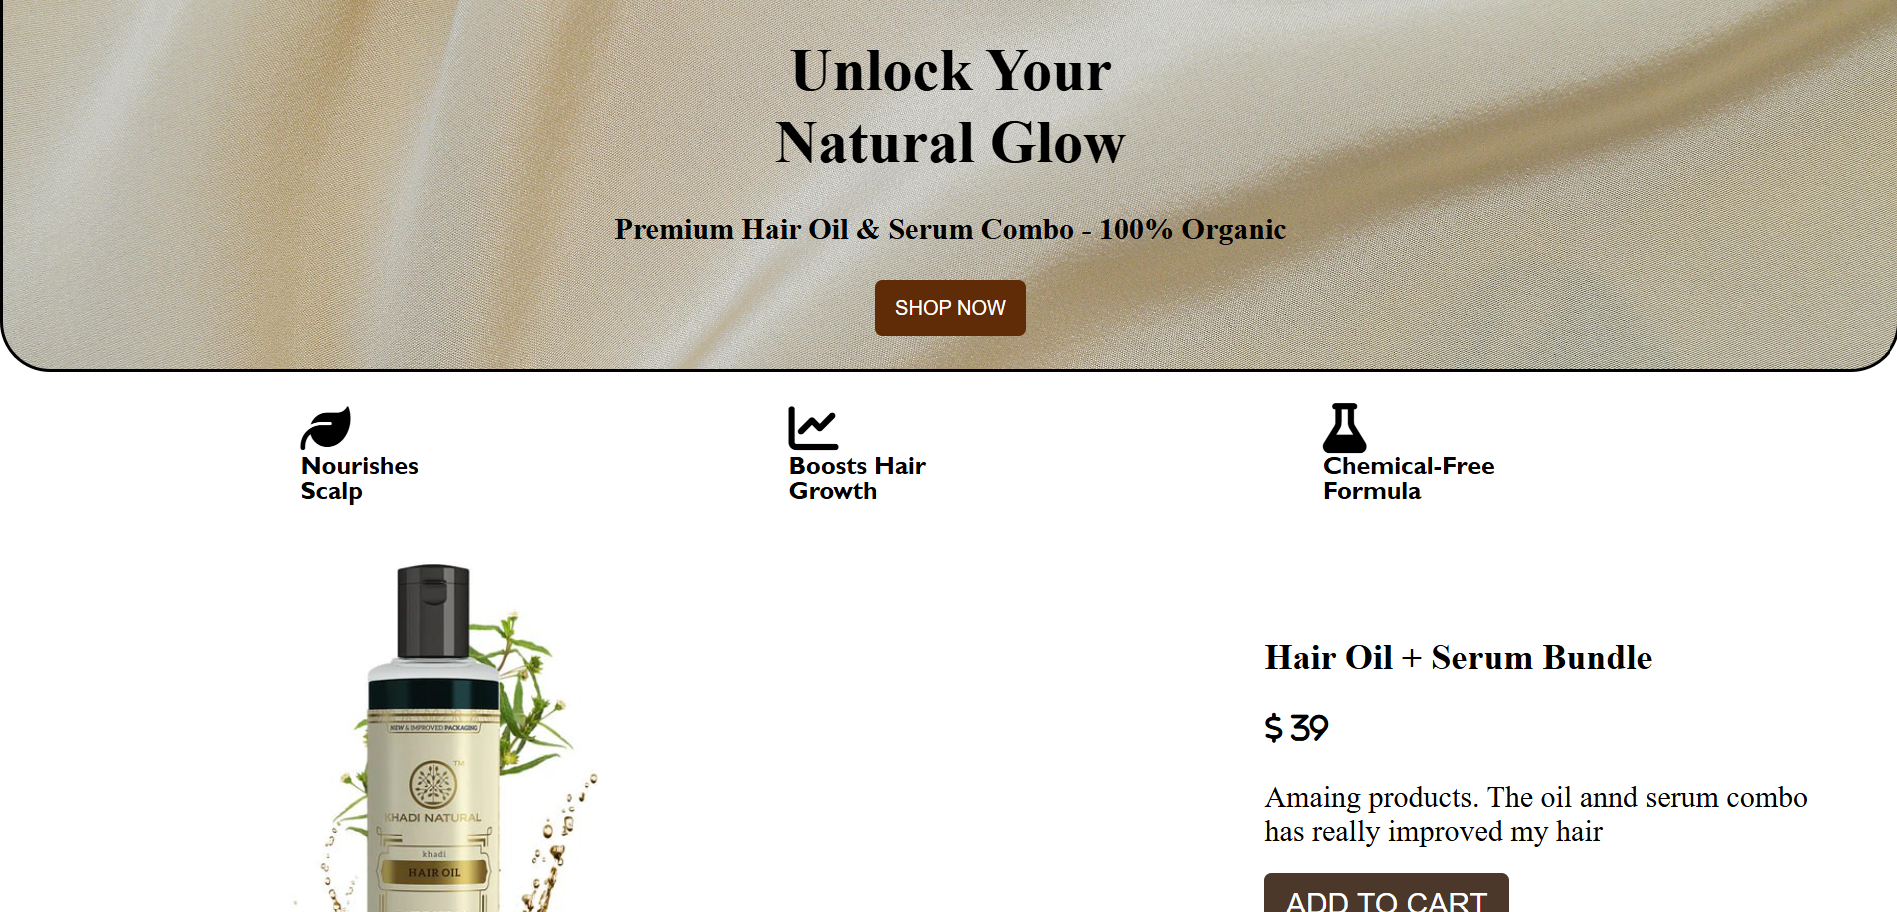 Unlock Your
Natural Glow
Premium Hair Oil & Serum Combo - 100% Organic
SHOP NOW
Nourishes
Scalp
Boosts Hair
Growth
Chemical-Free
Formula
NEW & IMPROVED PACKAGING
TM
KHADI NATURAL
khadi
HAIR OIL
Hair Oil + Serum Bundle
$ 39
Amaing products. The oil annd serum combo
has really improved my hair
ADD TO CART